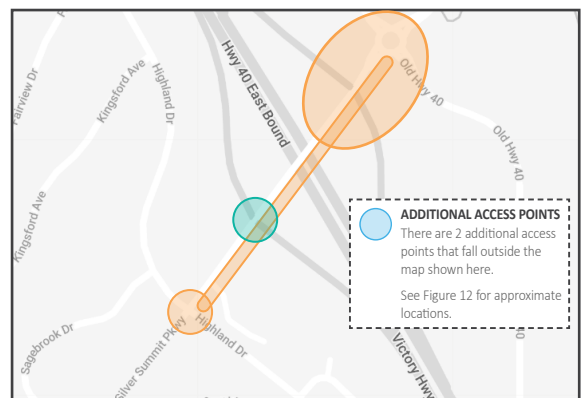 Fairview Dr
Kingsford Ave
Highland Dr
Hwy 40 East Bound
Old Hwy 40
Old Hwy 40
Kingsford Ave
ADDITIONAL ACCESS POINTS
There are 2 additional access
points that fall outside the
map shown here.
See Figure 12 for approximate
locations.
Sagebrook Dr
Silver Summit Pkwy
Highland Dr
Victory Hwy